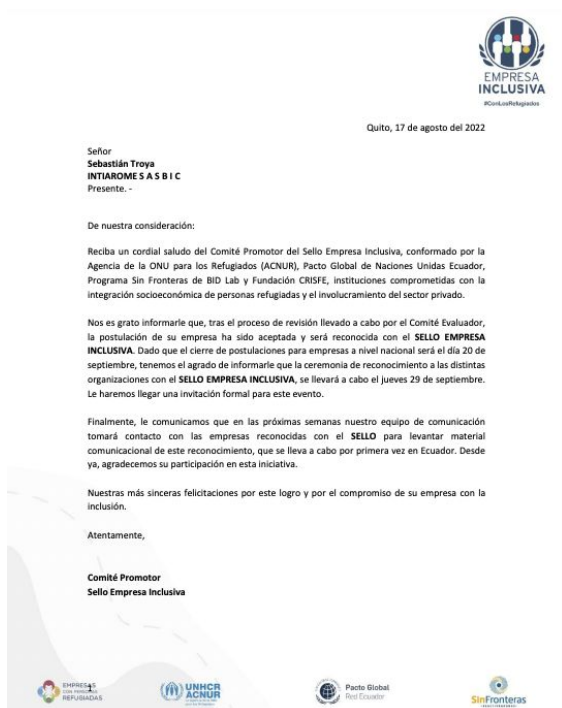 EMPRESA
INCLUSIVA
#ConLosRefugiados
Quito, 17 de agosto del 2022
Señor
Sebastián Troya
INTIAROME S A S B I C
Presente. -
De nuestra consideración:
Reciba un cordial saludo del Comité Promotor del Sello Empresa Inclusiva, conformado por la
Agencia de la ONU para los Refugiados (ACNUR), Pacto Global de Naciones Unidas Ecuador,
Programa Sin Fronteras de BID Lab y Fundación CRISFE, instituciones comprometidas con la
integración socioeconómica de personas refugiadas y el involucramiento del sector privado.
Nos es grato informarle que, tras el proceso de revisión llevado a cabo por el Comité Evaluador,
la postulación de su empresa ha sido aceptada y será reconocida con el SELLO EMPRESA
INCLUSIVA. Dado que el cierre de postulaciones para empresas a nivel nacional será el día 20 de
septiembre, tenemos el agrado de informarle que la ceremonia de reconocimiento a las distintas
organizaciones con el SELLO EMPRESA INCLUSIVA, se llevará a cabo el jueves 29 de septiembre.
Le haremos llegar una invitación formal para este evento.
Finalmente, le comunicamos que en las próximas semanas nuestro equipo de comunicación
tomará contacto con las empresas reconocidas con el SELLO para levantar material
comunicacional de este reconocimiento, que se lleva a cabo por primera vez en Ecuador. Desde
ya, agradecemos su participación en esta iniciativa.
Nuestras más sinceras felicitaciones por este logro y por el compromiso de su empresa con la
inclusión.
Atentamente,
Comité Promotor
Sello Empresa Inclusiva
EMPRESAS
CON PERSONAS
REFUGIADAS
1
UNHCR
ACNUR
Pacto Global
Red Ecuador
SinFronteras